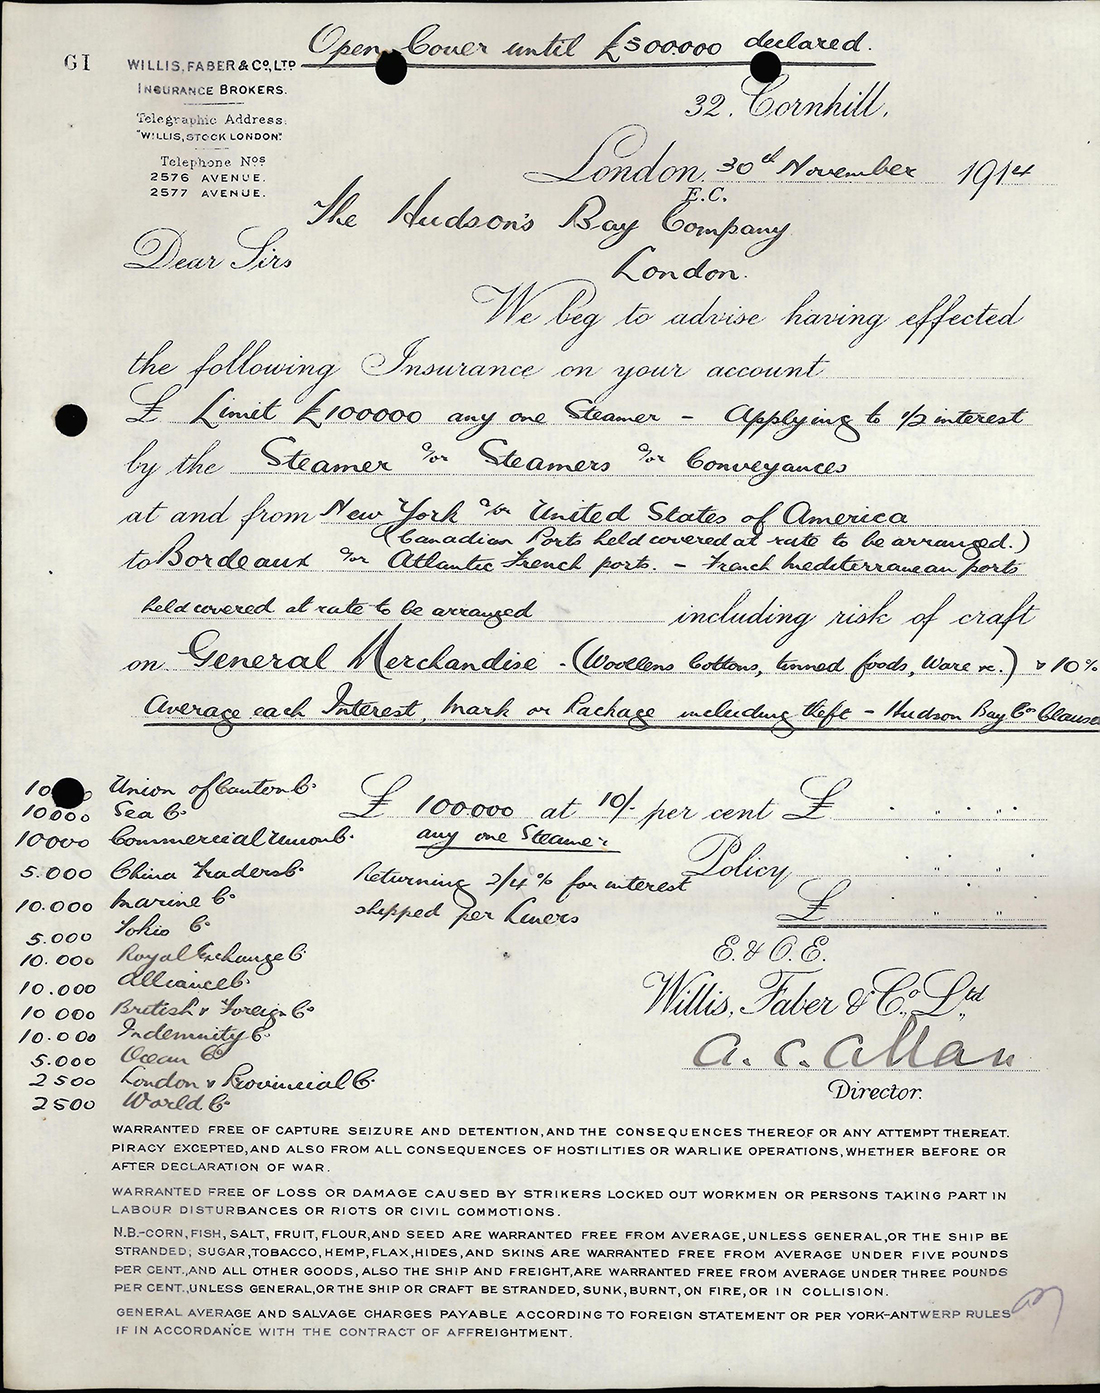 Open Cover until £500000 declared.
GI
WILLIS, FABER & Co, LTD
INSURANCE BROKERS.
Telegraphic Address:
"WILLIS, STOCK LONDON"
Telephone Nos
2576 AVENUE.
2577 AVENUE.
32. Cornhill,
London, 30th November 1914
E.C.
The Hudson's Bay Company
London.
Dear Sirs
We beg to advise having effected
the following Insurance on your account
£ Limit £100000 any one Steamer - Applying to 1/2 interest
by the Steamer a/or Steamers a/or Conveyances
at and from New York a/or United States of America
(Canadian Ports held covered at rate to be arranged.)
to Bordeaux a/or Atlantic French ports. - French Mediterranean ports
held covered at rate to be arranged including risk of craft
on General Merchandise - (Woollens Cottons, tinned foods, Ware &c.) & 10%
Average each Interest, Mark or Package including theft - Hudson Bay Co Clause
Union of Canton Co.
10000 Sea Co
10000 Commercial Union Co.
5.000 China Traders Co
10.000 Marine Co
5.000 Tokio Co
10.000 Royal Exchange Co
10.000 Alliance Co.
10000 British & Foreign Co
10.000 Indemnity Co
5.000 Ocean Co
2500 London & Provincial Co.
2500 World Co
£ 100000 at 10/- per cent £
any one Steamer
Returning 2/4 % for interest
shipped per Liners
Policy
£
E. & O. E.
Willis, Faber & Co., Ltd.,
A. C. Allan
Director.
WARRANTED FREE OF CAPTURE SEIZURE AND DETENTION, AND THE CONSEQUENCES THEREOF OR ANY ATTEMPT THEREAT.
PIRACY EXCEPTED, AND ALSO FROM ALL CONSEQUENCES OF HOSTILITIES OR WARLIKE OPERATIONS, WHETHER BEFORE OR
AFTER DECLARATION OF WAR.
WARRANTED FREE OF LOSS OR DAMAGE CAUSED BY STRIKERS LOCKED OUT WORKMEN OR PERSONS TAKING PART IN
LABOUR DISTURBANCES OR RIOTS OR CIVIL COMMOTIONS.
N.B.-CORN, FISH, SALT, FRUIT, FLOUR, AND SEED ARE WARRANTED FREE FROM AVERAGE, UNLESS GENERAL, OR THE SHIP BE
STRANDED; SUGAR, TOBACCO, HEMP, FLAX, HIDES, AND SKINS ARE WARRANTED FREE FROM AVERAGE UNDER FIVE POUNDS
PER CENT., AND ALL OTHER GOODS, ALSO THE SHIP AND FREIGHT, ARE WARRANTED FREE FROM AVERAGE UNDER THREE POUNDS
PER CENT., UNLESS GENERAL, OR THE SHIP OR CRAFT BE STRANDED, SUNK, BURNT, ON FIRE, OR IN COLLISION.
GENERAL AVERAGE AND SALVAGE CHARGES PAYABLE ACCORDING TO FOREIGN STATEMENT OR PER YORK-ANTWERP RULES
IF IN ACCORDANCE WITH THE CONTRACT OF AFFREIGHTMENT.